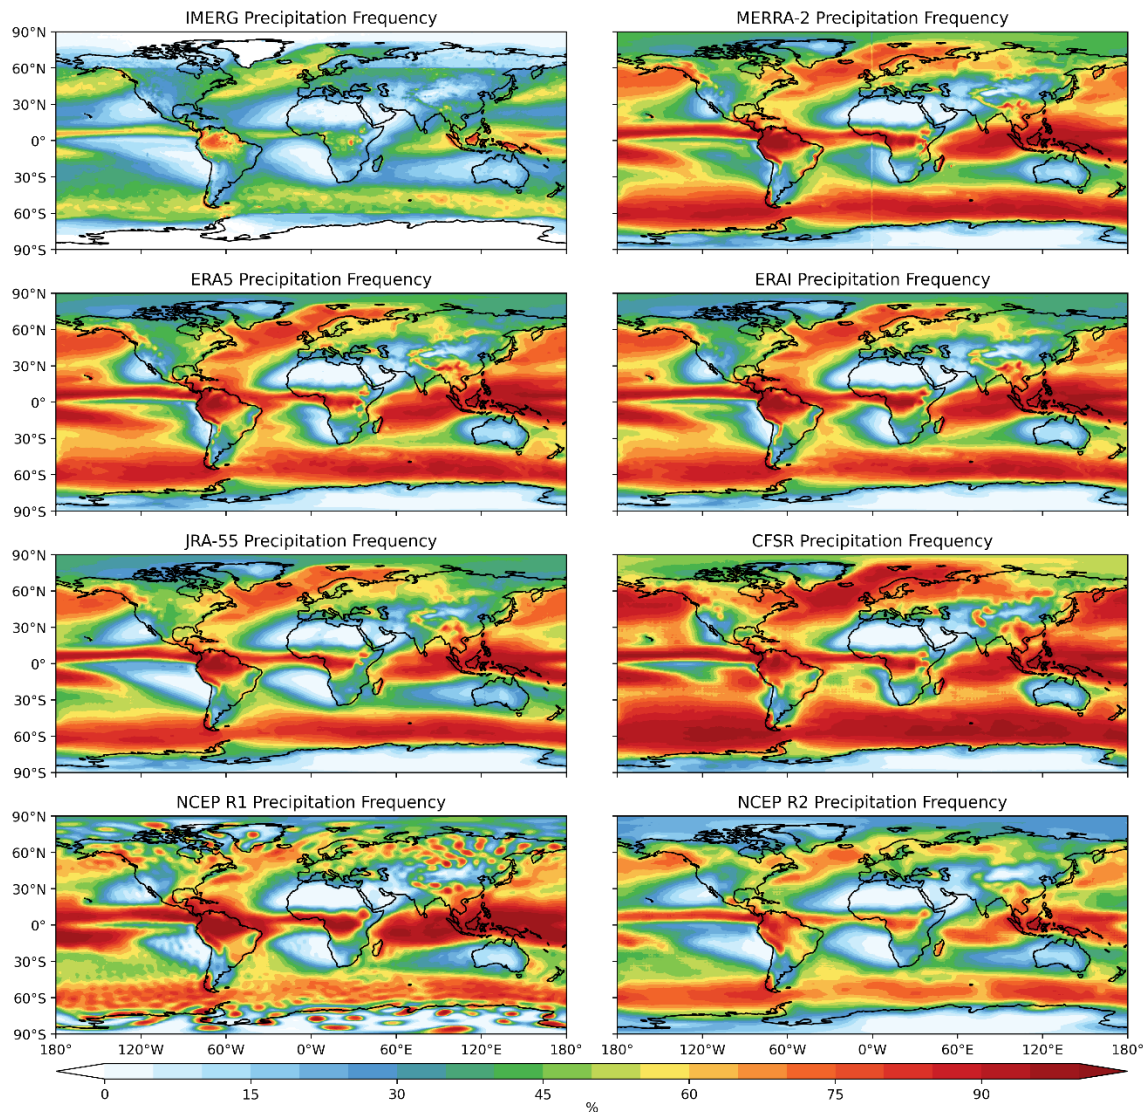 IMERG Precipitation Frequency
MERRA-2 Precipitation Frequency
90°N
60°N
30°N
0°
30°S
60°S
90°S
ERA5 Precipitation Frequency
ERAI Precipitation Frequency
90°N
60°N
30°N
0°
30°S
60°S
90°S
JRA-55 Precipitation Frequency
CFSR Precipitation Frequency
90°N
60°N
30°N
0°
30°S
60°S
90°S
NCEP R1 Precipitation Frequency
NCEP R2 Precipitation Frequency
90°N
60°N
30°N
0°
30°S
60°S
90°S
180° 120°W 60°W 0°W 60°E 120°E 180° 120°W 60°W 0°W 60°E 120°E 180°
0 15 30 45 60 75 90
%